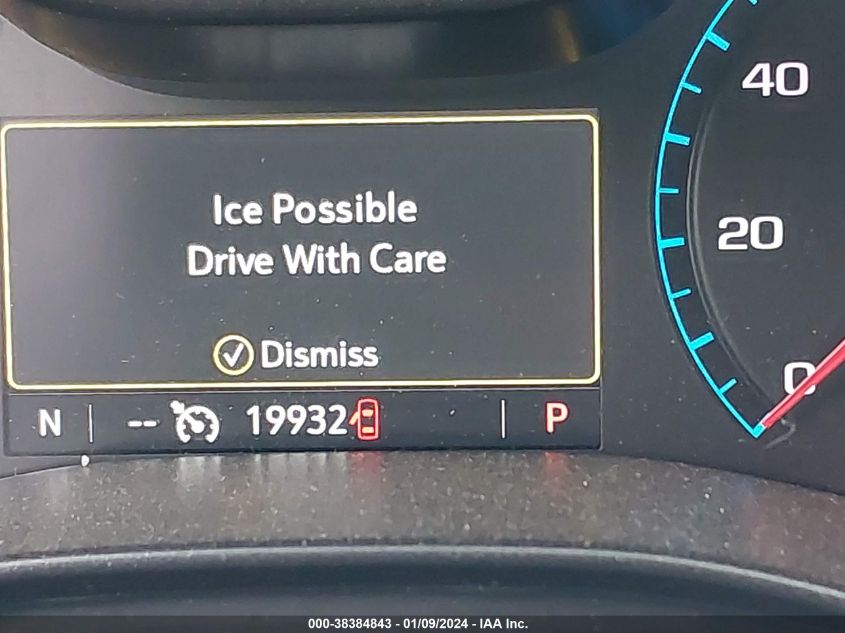 40
Ice Possible
20
Drive With Care
Dismiss
0
N -- 19932 P
000-38384843 - 01/09/2024 - IAA Inc.